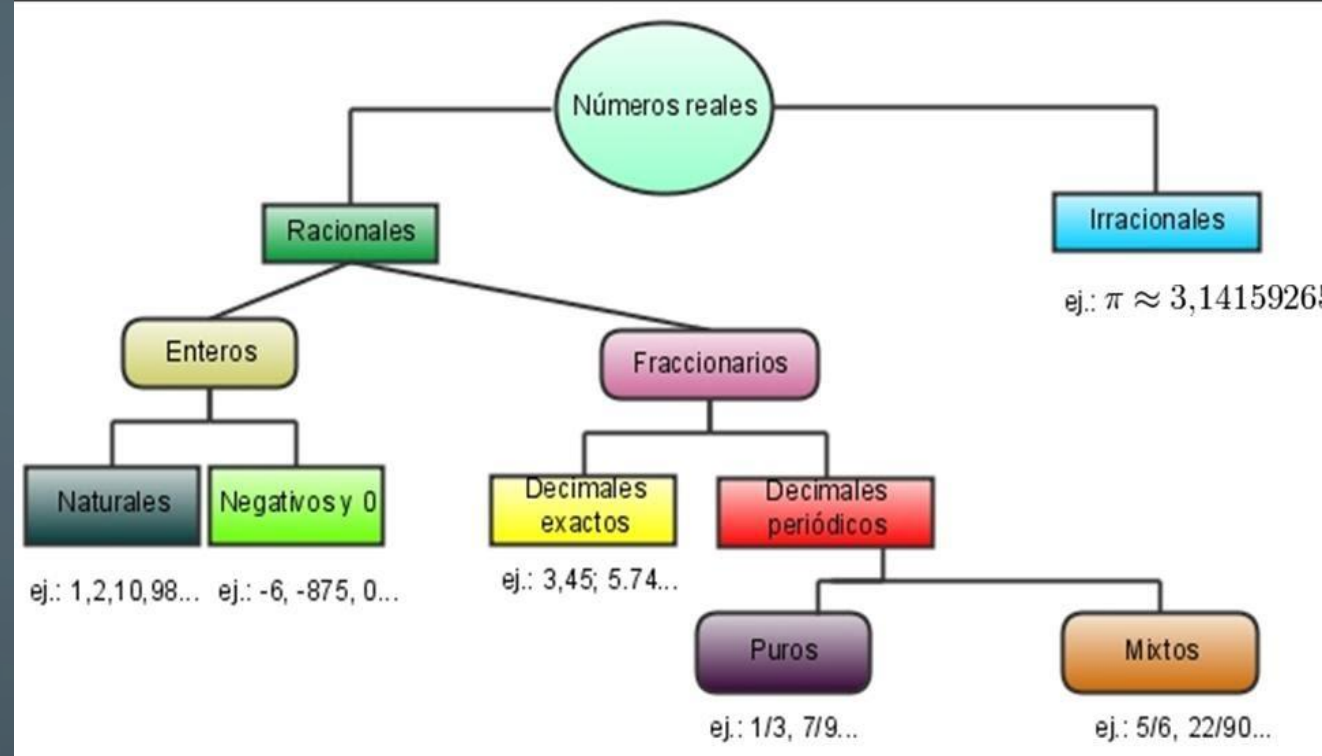 Números reales
Racionales
Irracionales
ej.: π ≈ 3,14159265
Enteros
Fraccionarios
Naturales
Negativos y 0
Decimales
exactos
Decimales
periódicos
ej.: 1,2,10,98...
ej.: -6, -875, 0...
ej.: 3,45; 5.74...
Puros
Mixtos
ej.: 1/3, 7/9...
ej.: 5/6, 22/90...